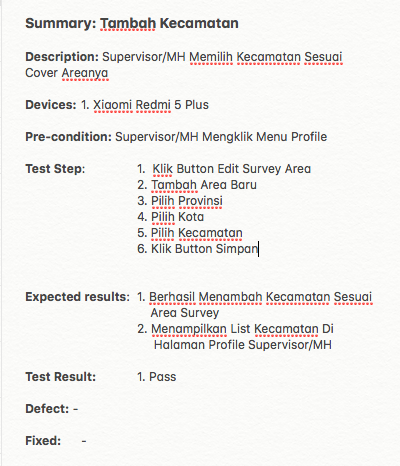 Summary: Tambah Kecamatan
Description: Supervisor/MH Memilih Kecamatan Sesuai
Cover Areanya
Devices: 1. Xiaomi Redmi 5 Plus
Pre-condition: Supervisor/MH Mengklik Menu Profile
Test Step: 1. Klik Button Edit Survey Area
2. Tambah Area Baru
3. Pilih Provinsi
4. Pilih Kota
5. Pilih Kecamatan
6. Klik Button Simpan
Expected results: 1. Berhasil Menambah Kecamatan Sesuai
Area Survey
2. Menampilkan List Kecamatan Di
Halaman Profile Supervisor/MH
Test Result: 1. Pass
Defect: -
Fixed: -